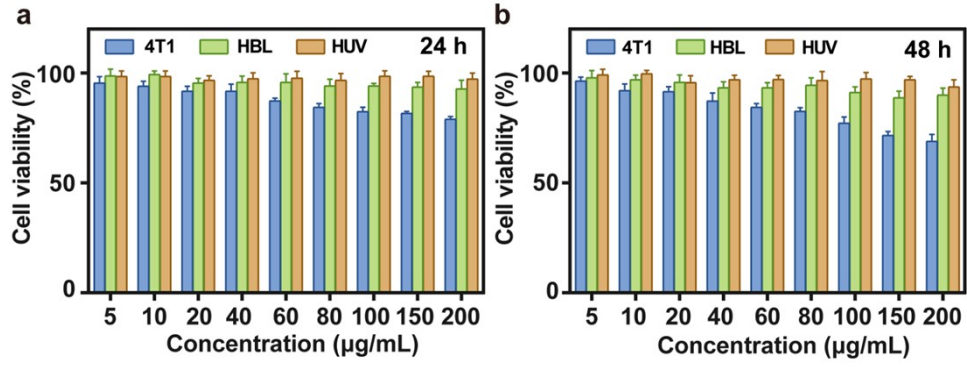 a
4T1 HBL HUV 24 h
Cell viability (%)
100
50
0
5 10 20 40 60 80 100 150 200
Concentration (µg/mL)
b
4T1 HBL HUV 48 h
Cell viability (%)
100
50
0
5 10 20 40 60 80 100 150 200
Concentration (µg/mL)